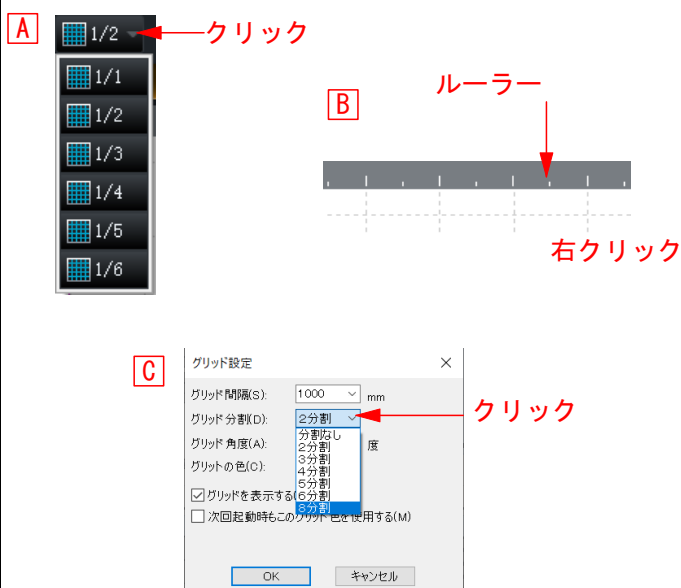 A
1/2
クリック
1/1
1/2
1/3
1/4
1/5
1/6
B
ルーラー
右クリック
C
グリッド設定
グリッド間隔(S): 1000 mm
グリッド分割(D): 2分割
クリック
分割なし
2分割
グリッド角度(A): 度
3分割
4分割
グリットの色(C):
5分割
グリッドを表示する(
6分割
8分割
次回起動時もこのグリッド色を使用する(M)
OK キャンセル